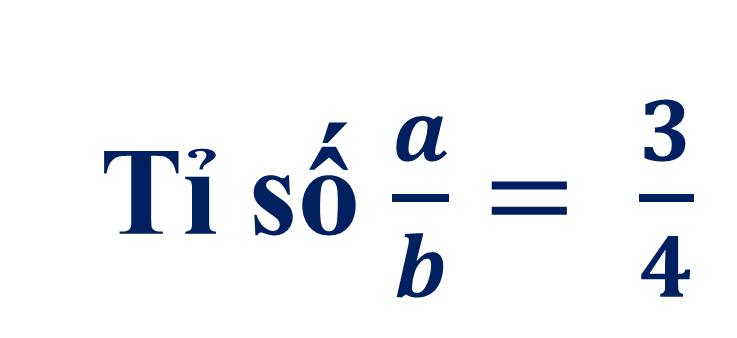 Tỉ số a/b = 3/4